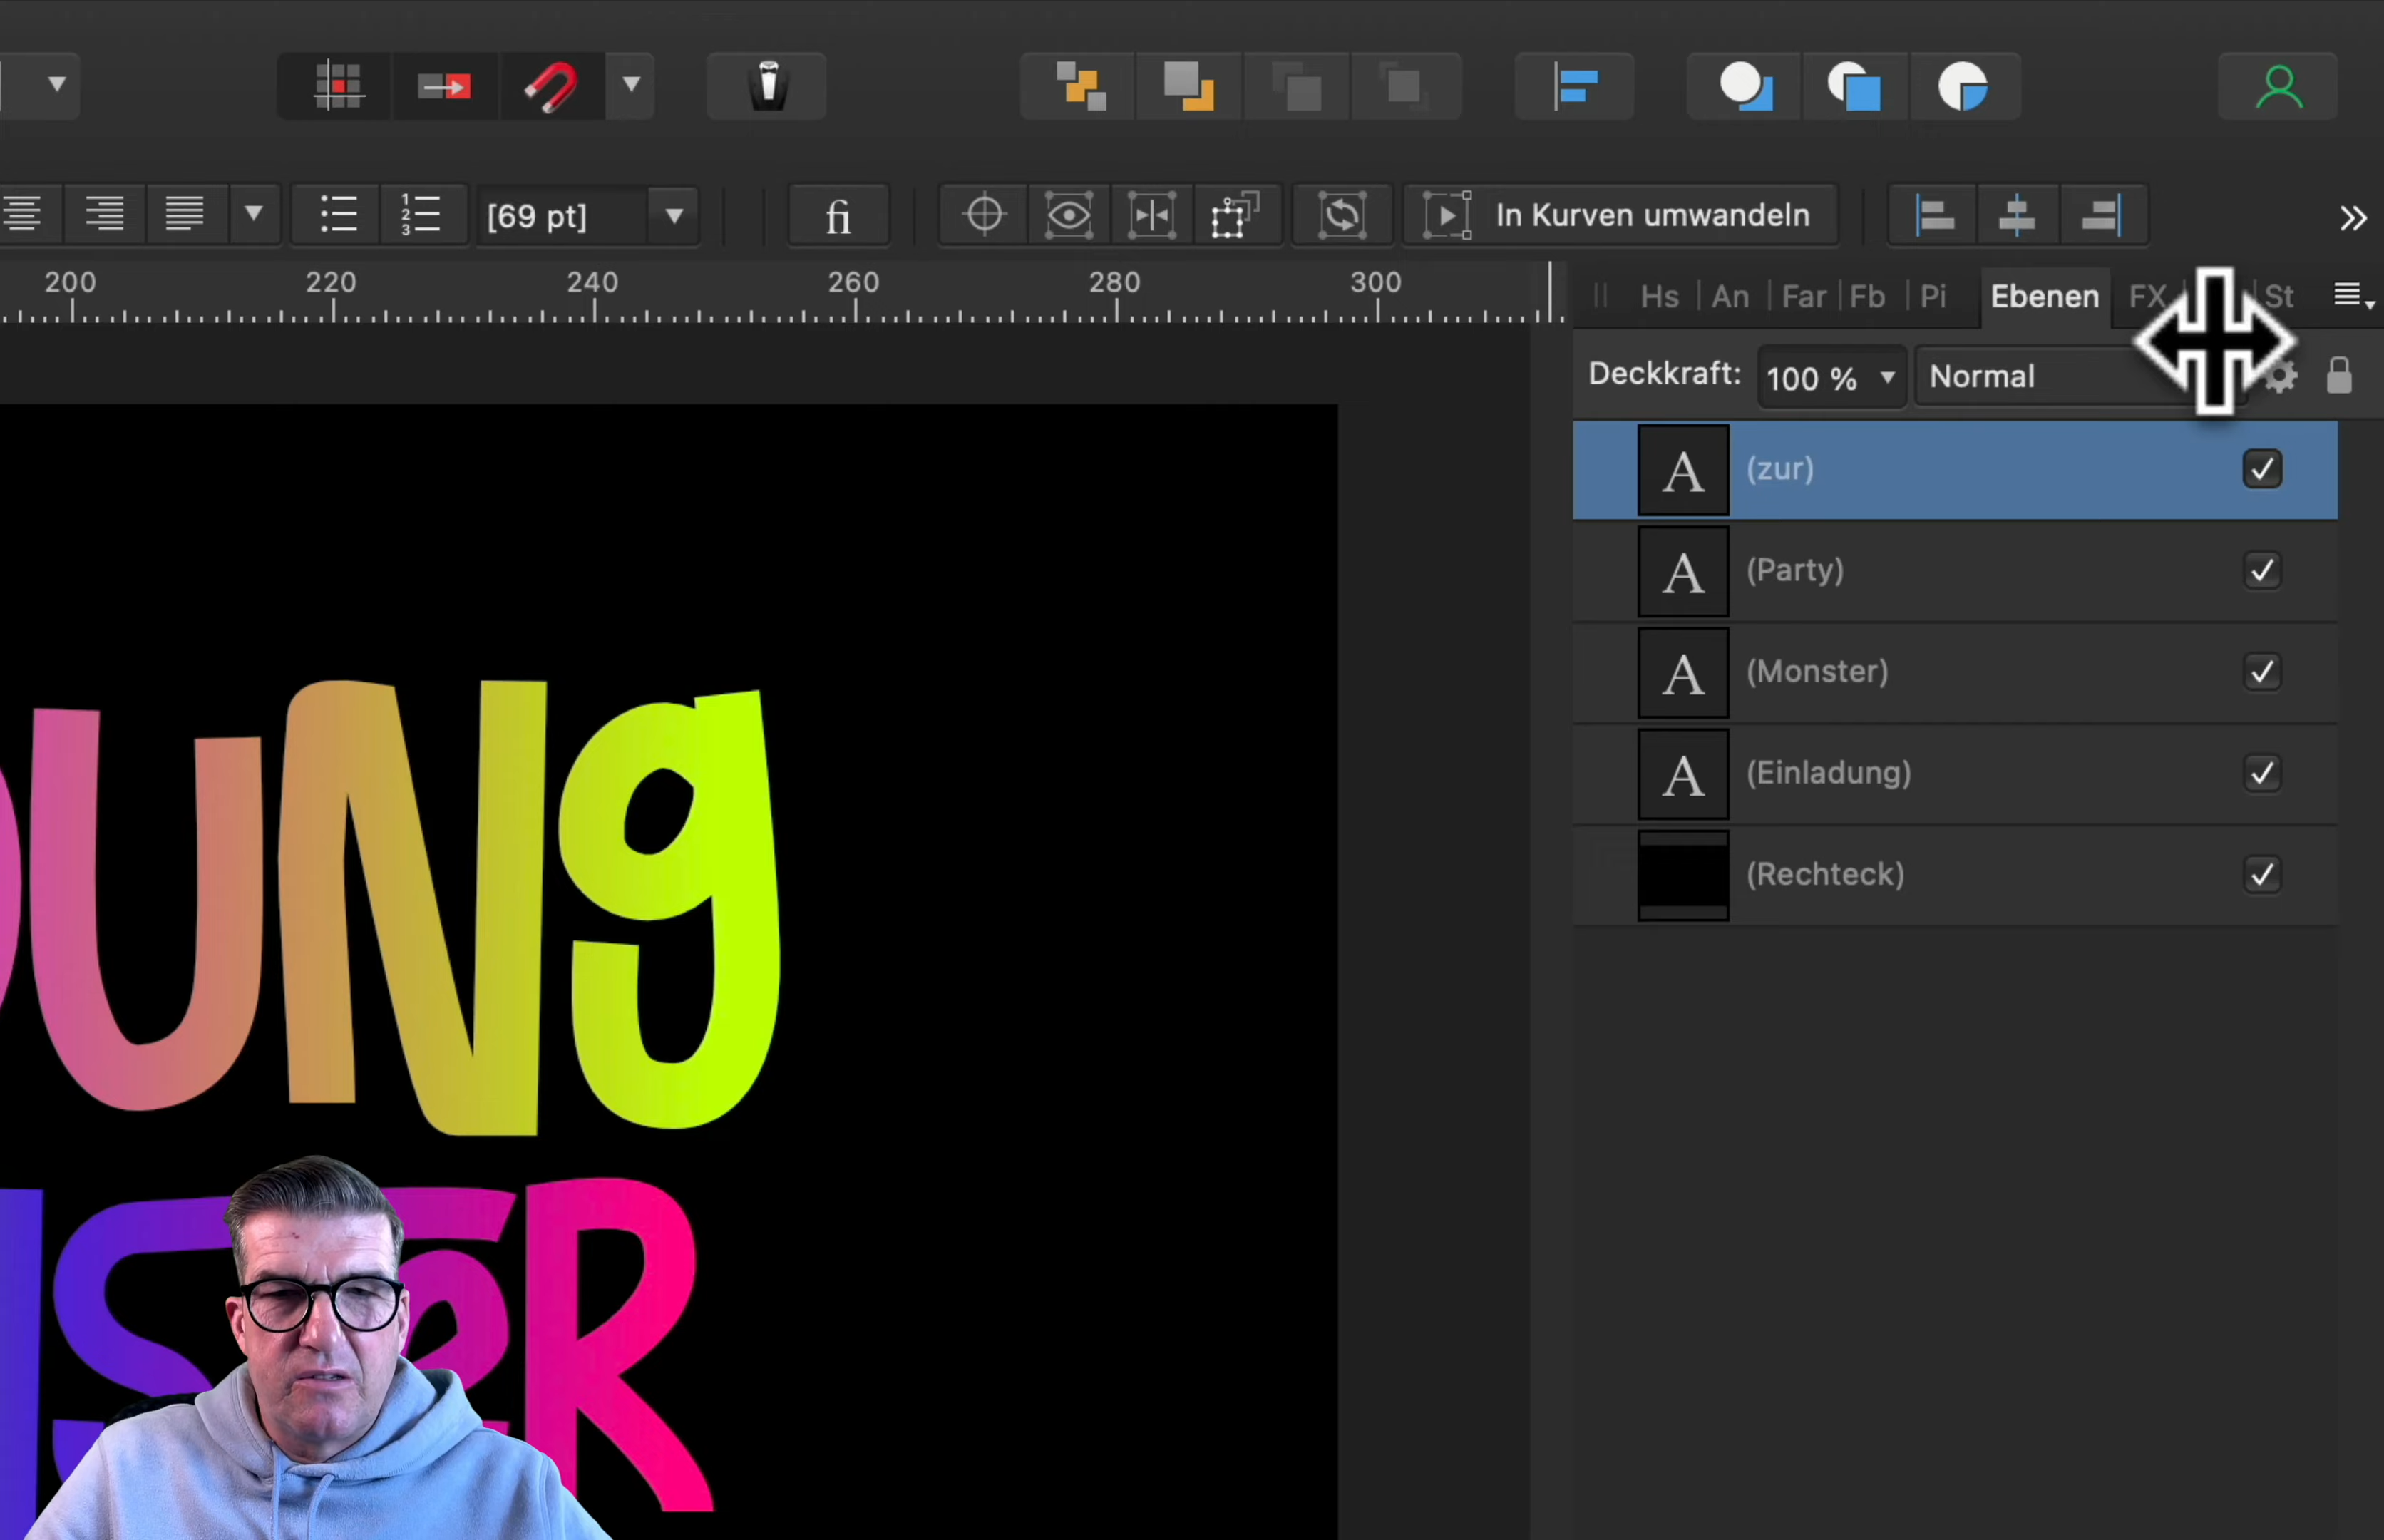 [69 pt]
fi
In Kurven umwandeln
200 220 240 260 280 300
Hs An Far Fb Pi Ebenen FX St
Deckkraft: 100 % Normal
A (zur)
A (Party)
A (Monster)
A (Einladung)
(Rechteck)
UNg
STER